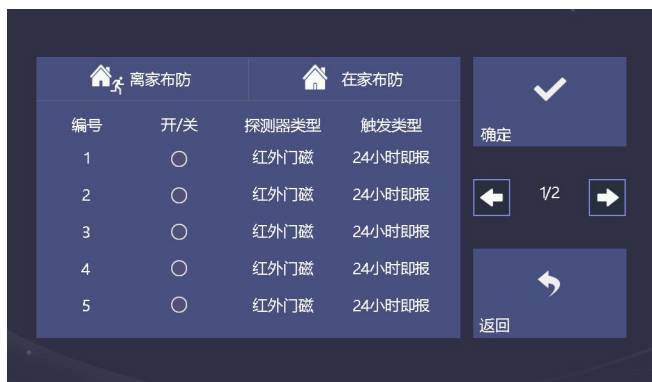 离家布防 在家布防
编号 开/关 探测器类型 触发类型
1 红外门磁 24小时即报
2 红外门磁 24小时即报
3 红外门磁 24小时即报
4 红外门磁 24小时即报
5 红外门磁 24小时即报
确定
1/2
返回